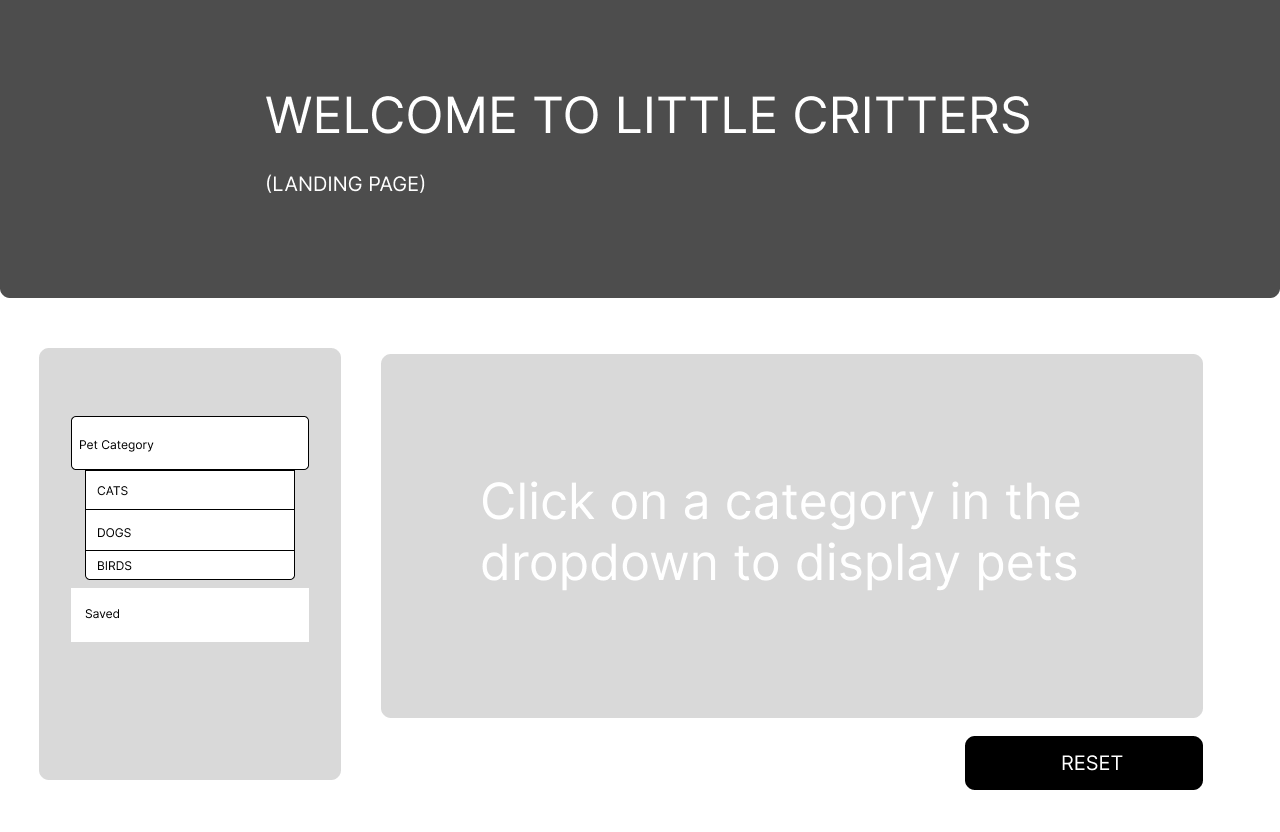 WELCOME TO LITTLE CRITTERS
(LANDING PAGE)
Pet Category
CATS
DOGS
BIRDS
Saved
Click on a category in the
dropdown to display pets
RESET